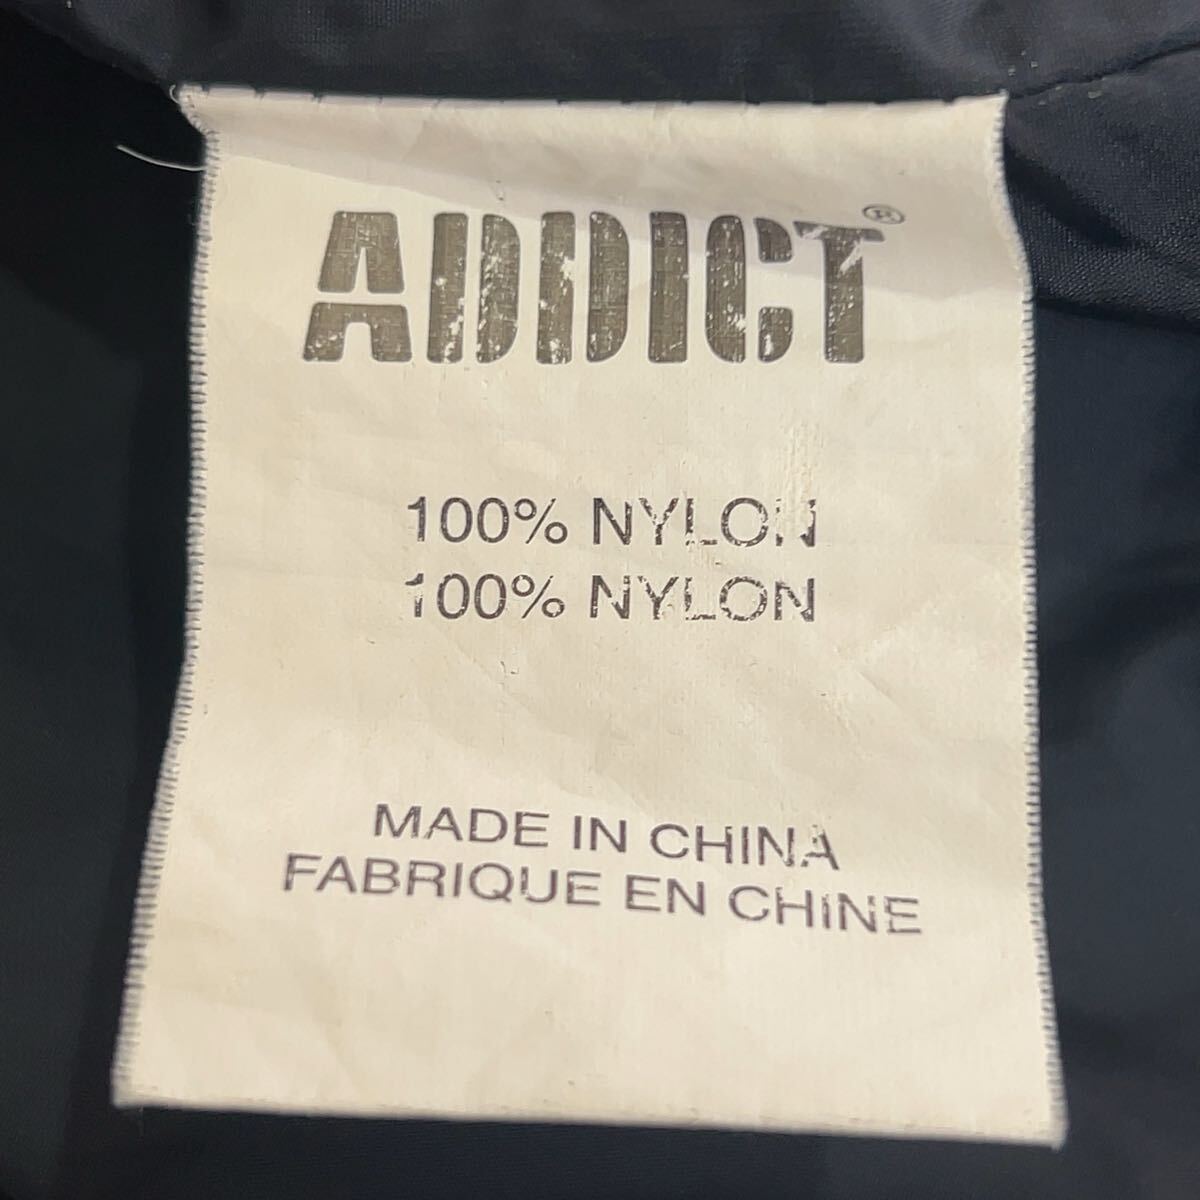 ADDICT®
100% NYLON
100% NYLON
MADE IN CHINA
FABRIQUE EN CHINE